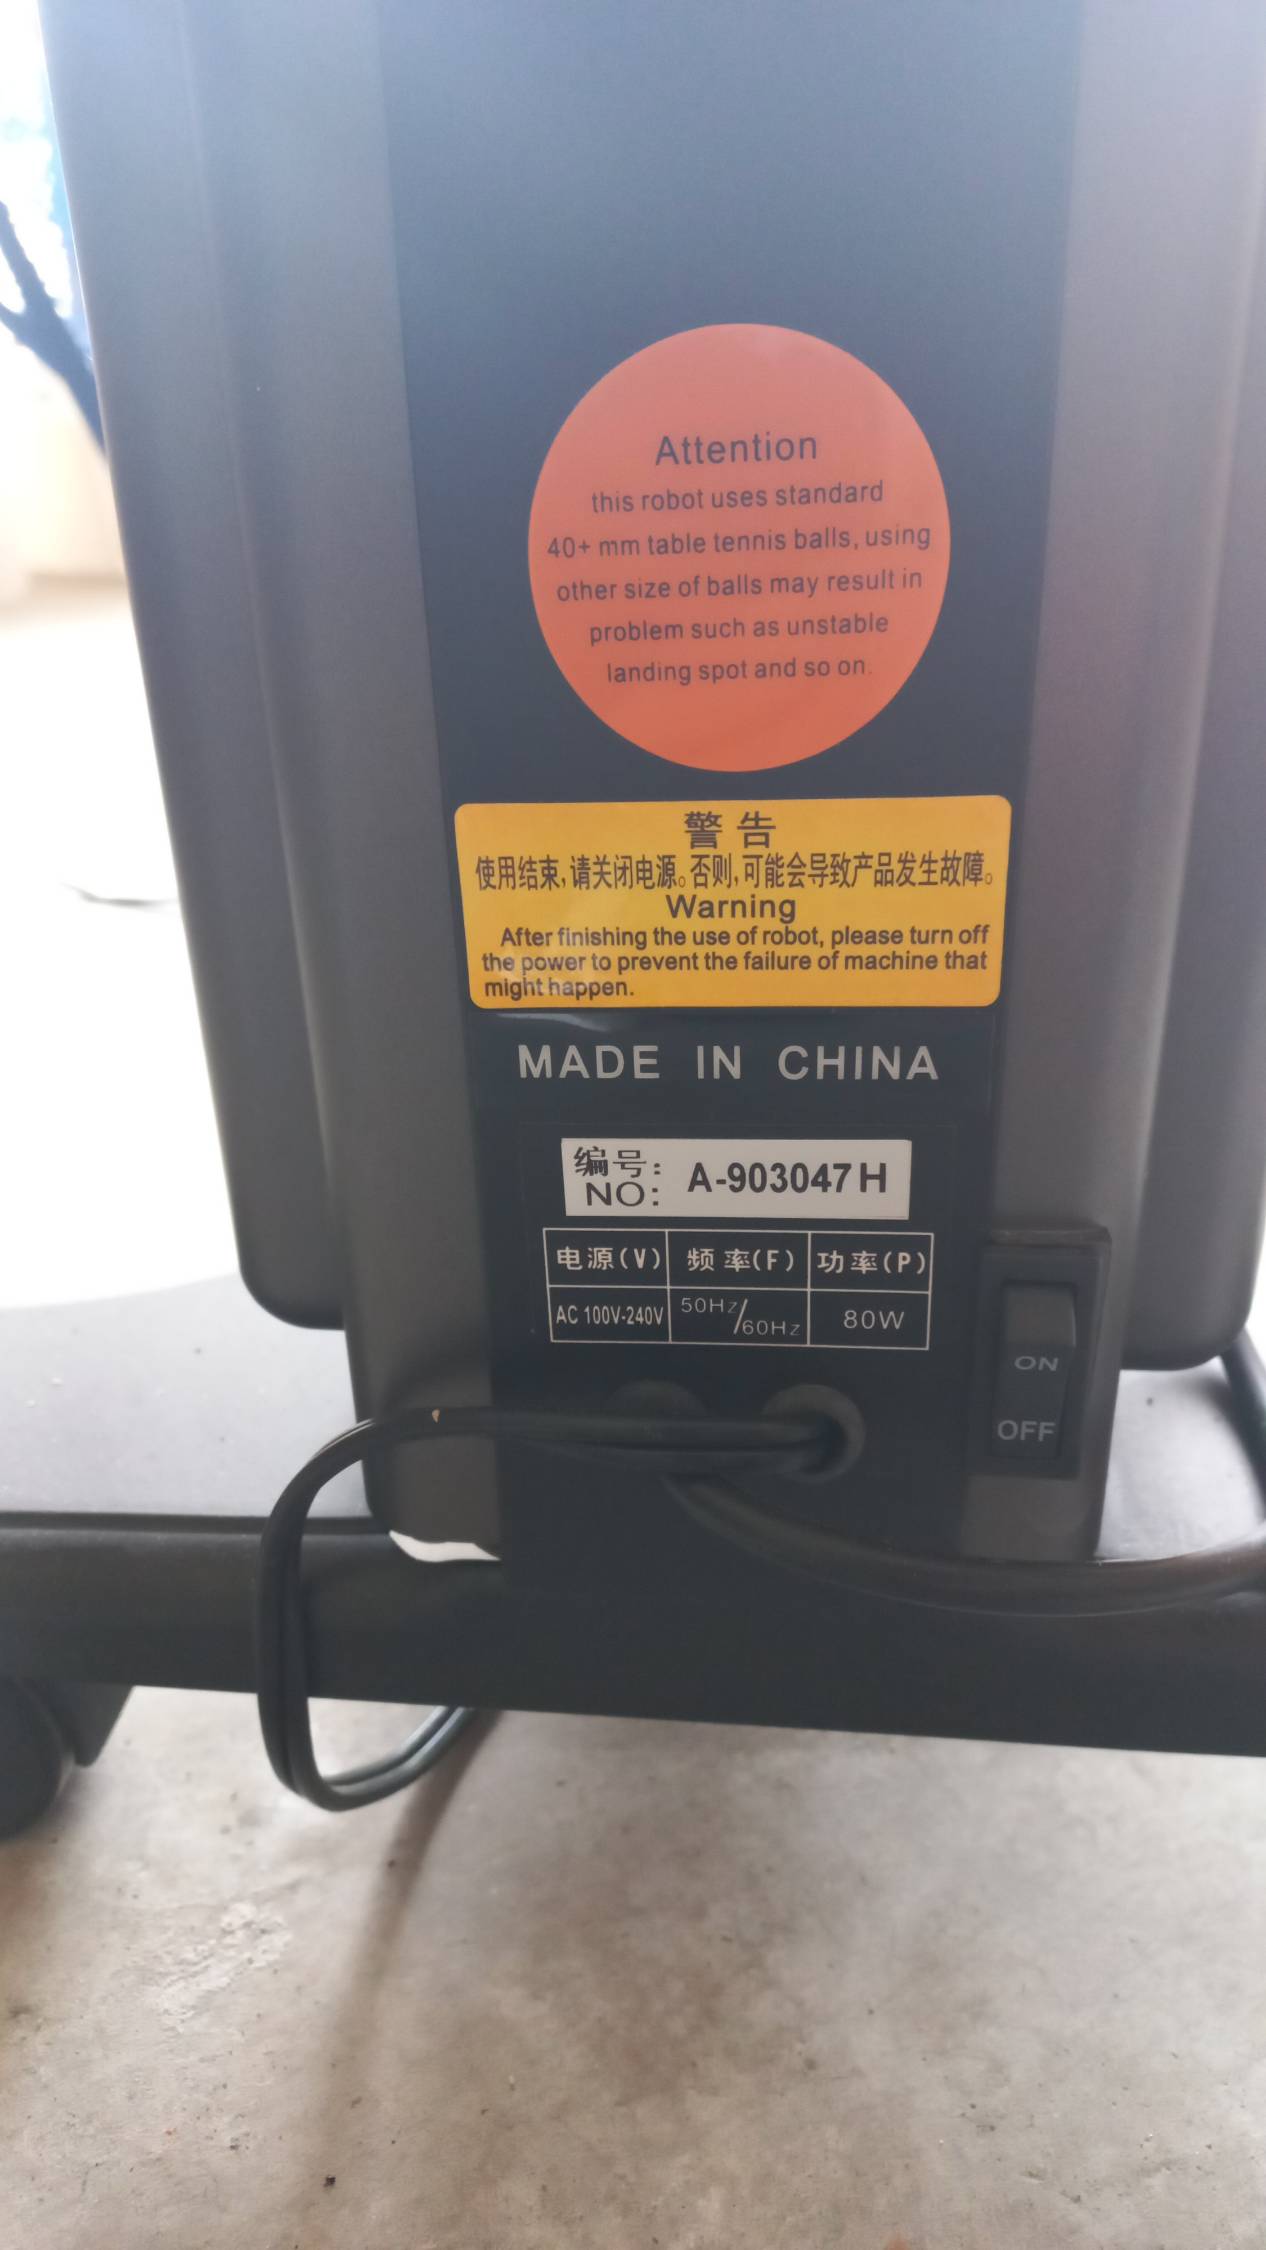 Attention
this robot uses standard
40+ mm table tennis balls, using
other size of balls may result in
problem such as unstable
landing spot and so on.
警告
使用结束,请关闭电源。否则,可能会导致产品发生故障。
Warning
After finishing the use of robot, please turn off
the power to prevent the failure of machine that
might happen.
MADE IN CHINA
编号: A-903047H
NO:
电源(V) 频率(F) 功率(P)
AC 100V-240V 50Hz/60Hz 80W
ON
OFF